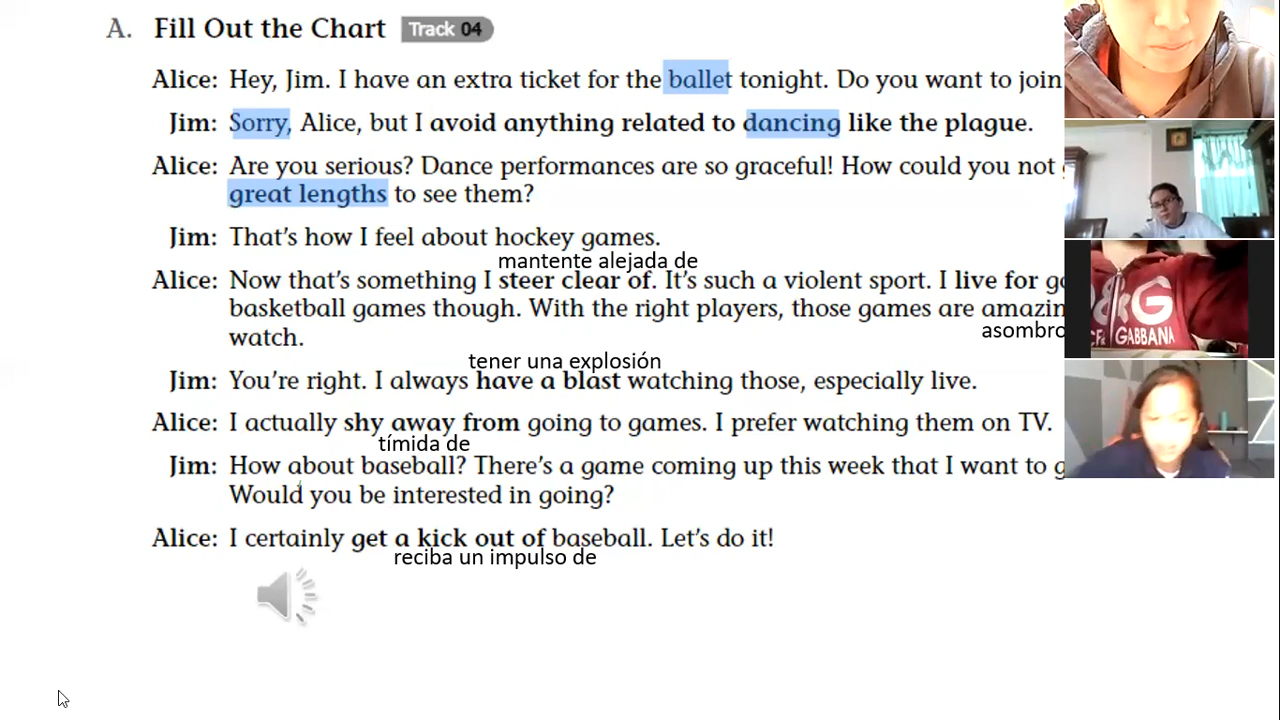 A. Fill Out the Chart Track 04
Alice: Hey, Jim. I have an extra ticket for the ballet tonight. Do you want to join
Jim: Sorry, Alice, but I avoid anything related to dancing like the plague.
Alice: Are you serious? Dance performances are so graceful! How could you not
great lengths to see them?
Jim: That's how I feel about hockey games.
mantente alejada de
Alice: Now that's something I steer clear of. It's such a violent sport. I live for
basketball games though. With the right players, those games are
asombro
watch.
tener una explosión
Jim: You're right. I always have a blast watching those, especially live.
Alice: I actually shy away from going to games. I prefer watching them on TV.
tímida de
Jim: How about baseball? There's a game coming up this week that I want to
Would you be interested in going?
Alice: I certainly get a kick out of baseball. Let's do it!
reciba un impulso de
&G
GABBANA